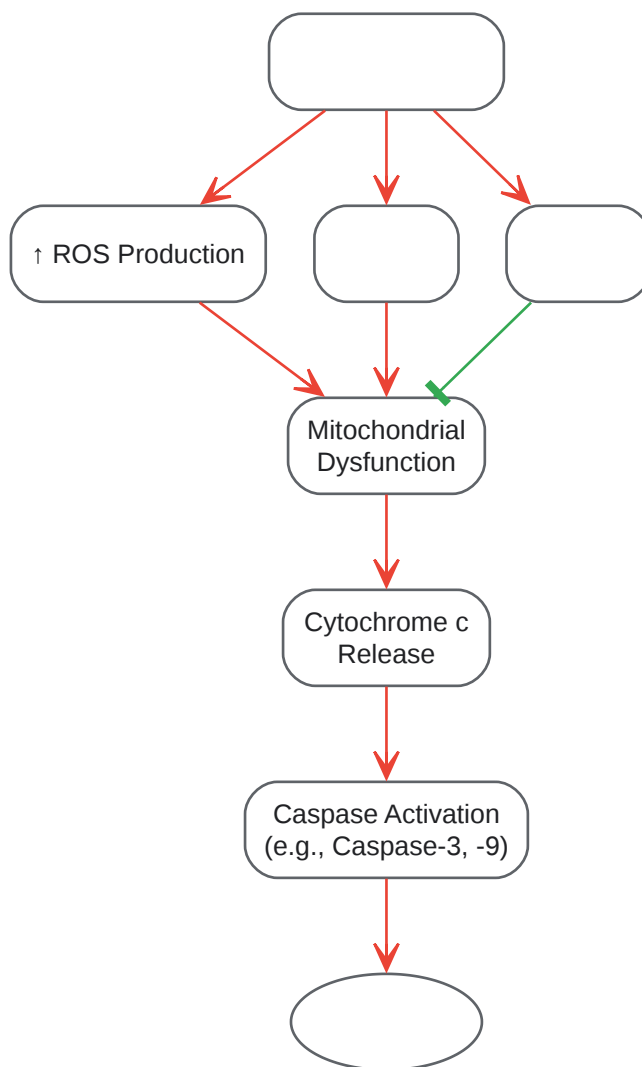 ↑ ROS Production
Mitochondrial
Dysfunction
Cytochrome c
Release
Caspase Activation
(e.g., Caspase-3, -9)